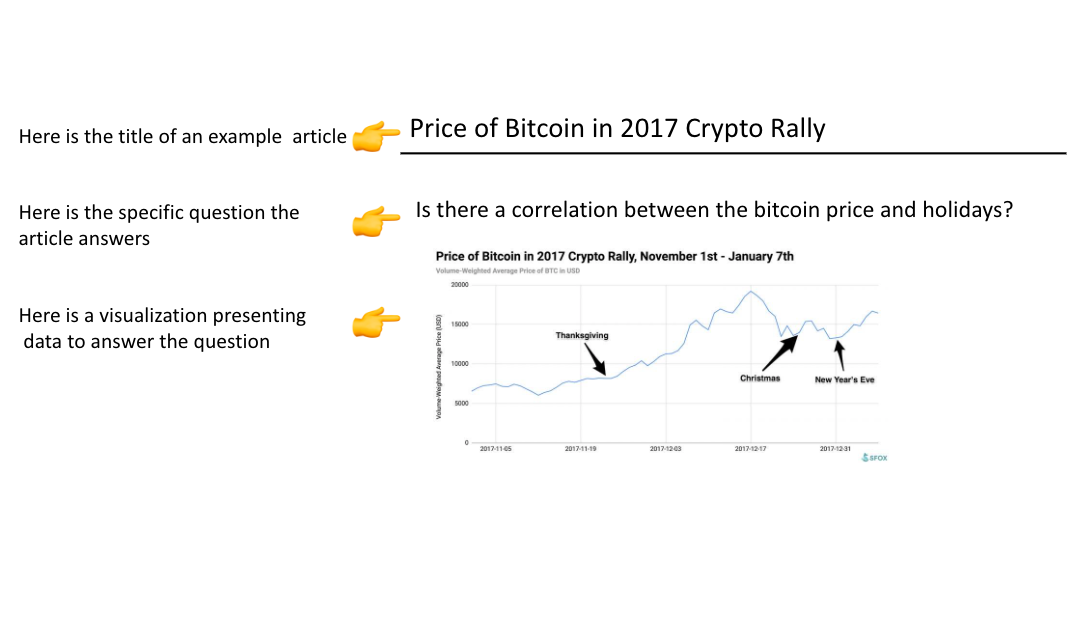 Here is the title of an example article
Price of Bitcoin in 2017 Crypto Rally
Here is the specific question the
article answers
Is there a correlation between the bitcoin price and holidays?
Here is a visualization presenting
data to answer the question
Price of Bitcoin in 2017 Crypto Rally, November 1st - January 7th
Volume-Weighted Average Price of BTC in USD
Volume-Weighted Average Price (USD)
20000
15000
10000
5000
0
Thanksgiving
Christmas
New Year's Eve
2017-11-05
2017-11-19
2017-12-03
2017-12-17
2017-12-31
SFOX